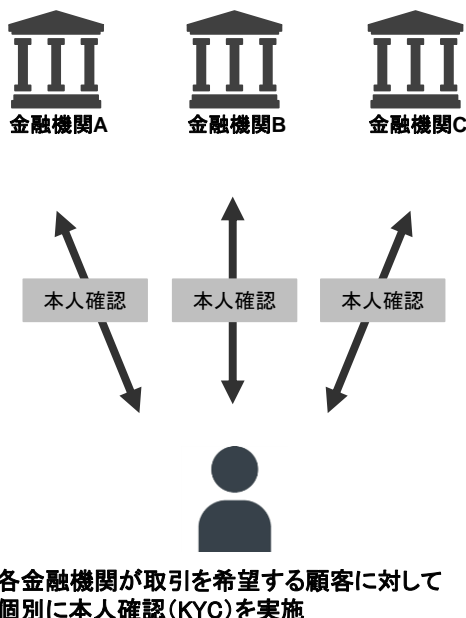 金融機関A
金融機関B
金融機関C
本人確認
本人確認
本人確認
各金融機関が取引を希望する顧客に対して
個別に本人確認(KYC)を実施